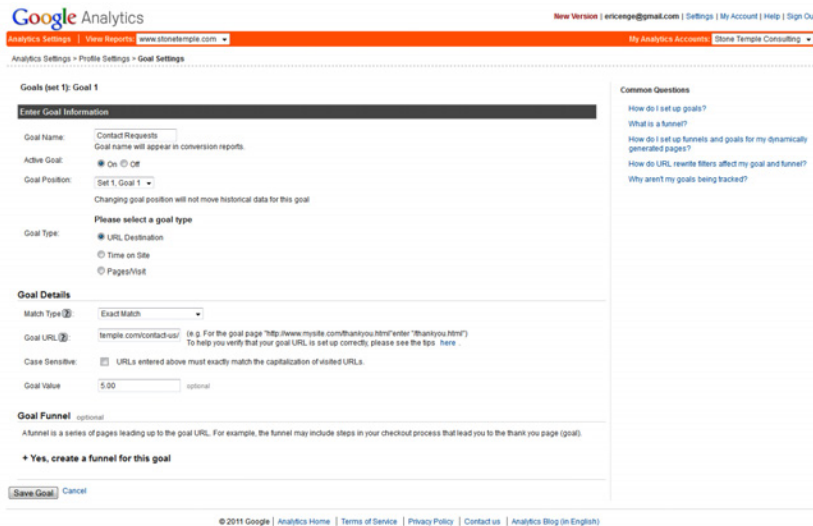 Google Analytics
New Version | ericenge@gmail.com | Settings | My Account | Help | Sign Ou
Analytics Settings | View Reports: www.stonetemple.com
My Analytics Accounts: Stone Temple Consulting
Analytics Settings > Profile Settings > Goal Settings
Goals (set 1): Goal 1
Enter Goal Information
Goal Name: Contact Requests
Goal name will appear in conversion reports.
Active Goal: On Off
Goal Position: Set 1, Goal 1
Changing goal position will not move historical data for this goal
Please select a goal type
Goal Type: URL Destination
Time on Site
Pages/Visit
Goal Details
Match Type ?: Exact Match
Goal URL ?: temple.com/contact-us/ (e.g. For the goal page "http://www.mysite.com/thankyou.html"enter "/thankyou.html")
To help you verify that your goal URL is set up correctly, please see the tips here .
Case Sensitive: URLs entered above must exactly match the capitalization of visited URLs.
Goal Value 5.00 optional
Goal Funnel optional
A funnel is a series of pages leading up to the goal URL. For example, the funnel may include steps in your checkout process that lead you to the thank you page (goal).
+ Yes, create a funnel for this goal
Save Goal Cancel
Common Questions
How do I set up goals?
What is a funnel?
How do I set up funnels and goals for my dynamically
generated pages?
How do URL rewrite filters affect my goal and funnel?
Why aren't my goals being tracked?
© 2011 Google | Analytics Home | Terms of Service | Privacy Policy | Contact us | Analytics Blog (in English)